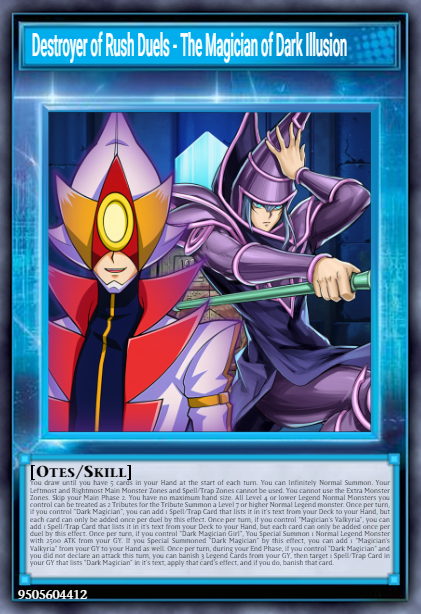 Destroyer of Rush Duels - The Magician of Dark Illusion
[Otes/Skill]
You draw until you have 5 cards in your Hand at the start of each turn. You can Infinitely Normal Summon. Your
Leftmost and Rightmost Main Monster Zones and Spell/Trap Zones cannot be used. You cannot use the Extra Monster
Zones. Skip your Main Phase 2. You have no maximum hand size. All Level 4 or lower Legend Normal Monsters you
control can be treated as 2 Tributes for the Tribute Summon a Level 7 or higher Normal Legend monster. Once per turn,
if you control "Dark Magician", you can add 1 Spell/Trap Card that lists it in it's text from your Deck to your Hand, but
each card can only be added once per duel by this effect. Once per turn, if you control "Magician's Valkyria", you can
add 1 Spell/Trap Card that lists it in it's text from your Deck to your Hand, but each card can only be added once per
duel by this effect. Once per turn, if you control "Dark Magician Girl", You Special Summon 1 Normal Legend Monster
with 2500 ATK from your GY. If you Special Summoned "Dark Magician" by this effect, you can add 1 "Magician's
Valkyria" from your GY to your Hand as well. Once per turn, during your End Phase, if you control "Dark Magician" and
you did not declare an attack this turn, you can banish 3 Legend Cards from your GY, then target 1 Spell/Trap Card in
your GY that lists "Dark Magician" in it's text, apply that card's effect, and if you do, banish that card.
9505604412